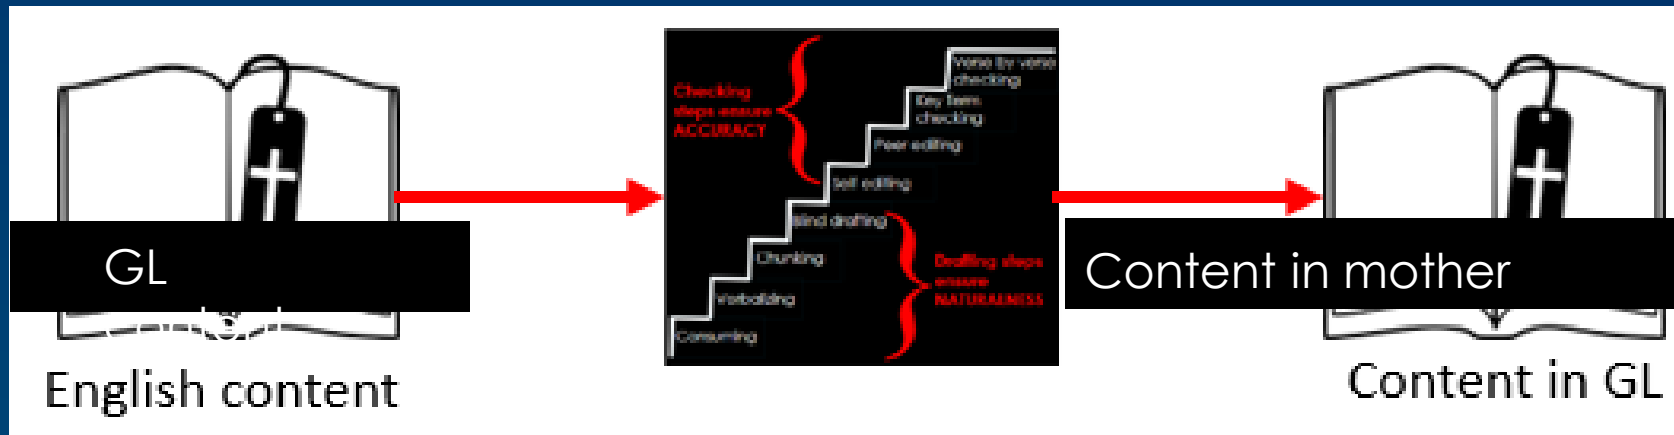 GL
content
English content
Checking
steps ensure
ACCURACY
Verse by verse
checking
Key Term
checking
Peer editing
Self editing
Blind drafting
Chunking
Verbalizing
Consuming
Drafting steps
ensure
NATURALNESS
Content in mother
Content in GL